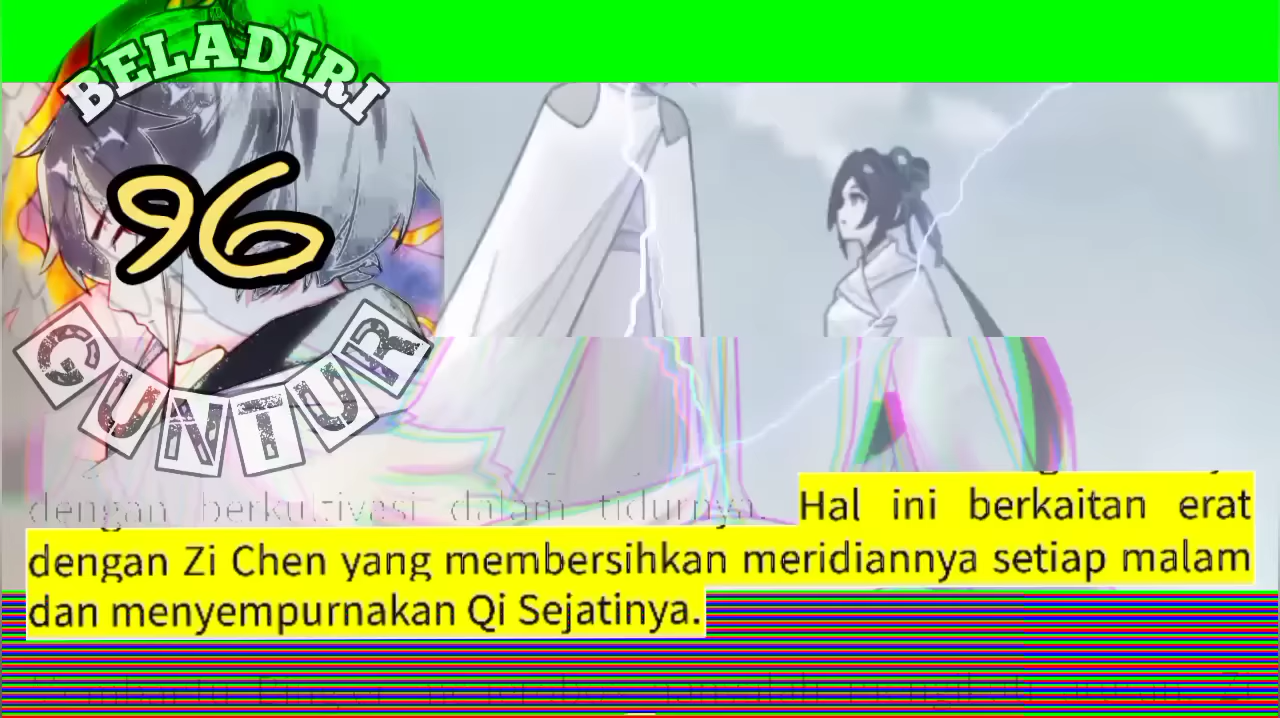 BELADIRI
96
GUNTUR
dengan berkultivasi dalam tidurnya. Hal ini berkaitan erat
dengan Zi Chen yang membersihkan meridiannya setiap malam
dan menyempurnakan Qi Sejatinya.